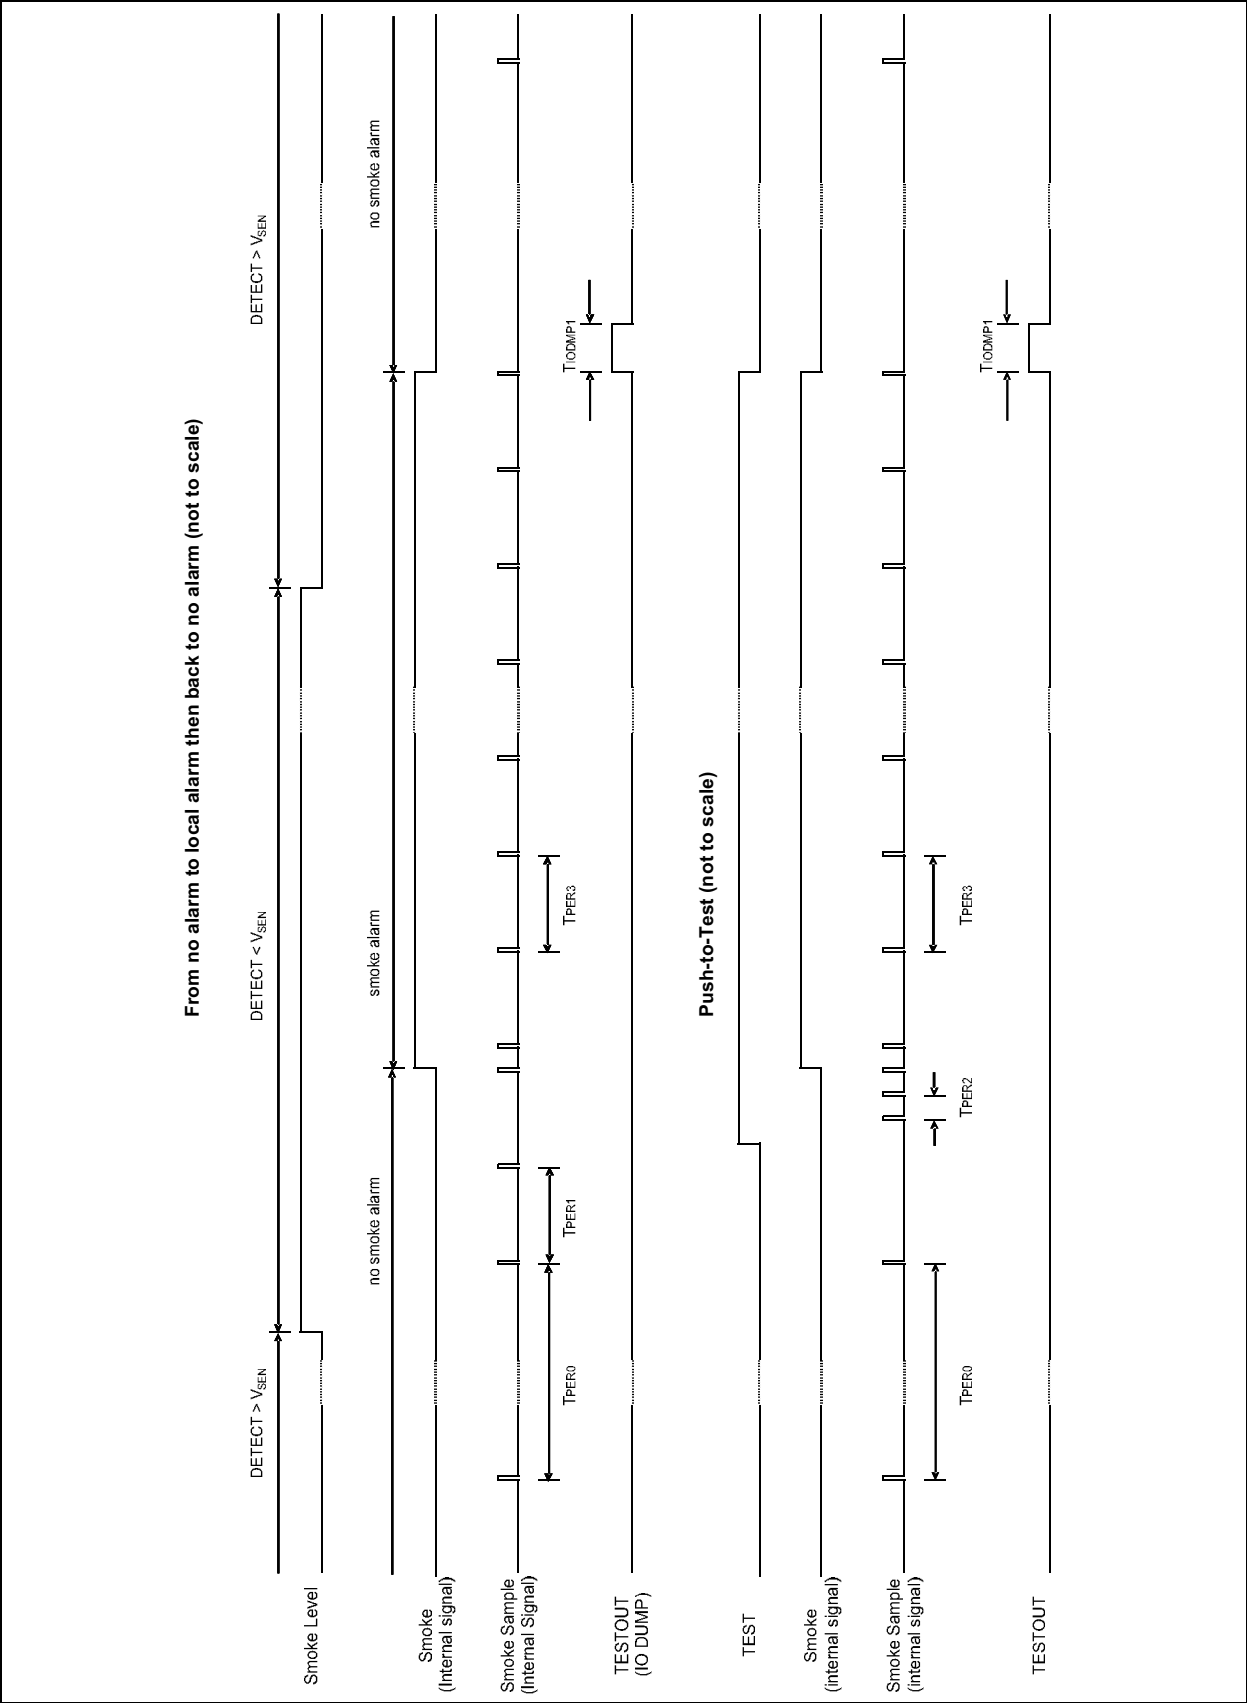 From no alarm to local alarm then back to no alarm (not to scale)
DETECT > VSEN
DETECT < VSEN
DETECT > VSEN
Smoke Level
no smoke alarm
smoke alarm
no smoke alarm
Smoke
(Internal signal)
Smoke Sample
(Internal Signal)
TPER0
TPER1
TPER3
TIODMP1
TESTOUT
(IO DUMP)
Push-to-Test (not to scale)
TEST
Smoke
(internal signal)
Smoke Sample
(internal signal)
TPER0
TPER2
TPER3
TIODMP1
TESTOUT